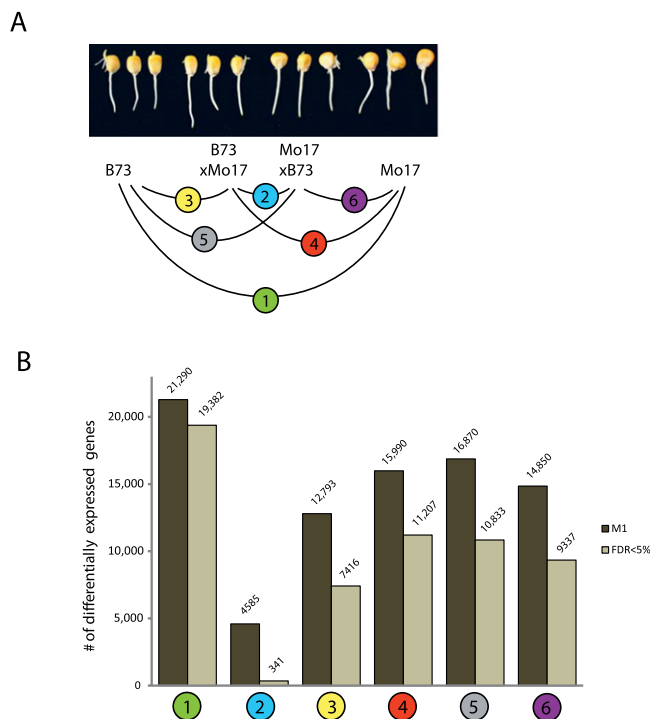 A
B73
B73
xMo17
Mo17
xB73
Mo17
3
2
6
5
4
1
B
# of differentially expressed genes
20,000
15,000
10,000
5,000
0
21,290
19,382
4585
341
12,793
7416
15,990
11,207
16,870
10,833
14,850
9337
M1
FDR<5%
1
2
3
4
5
6